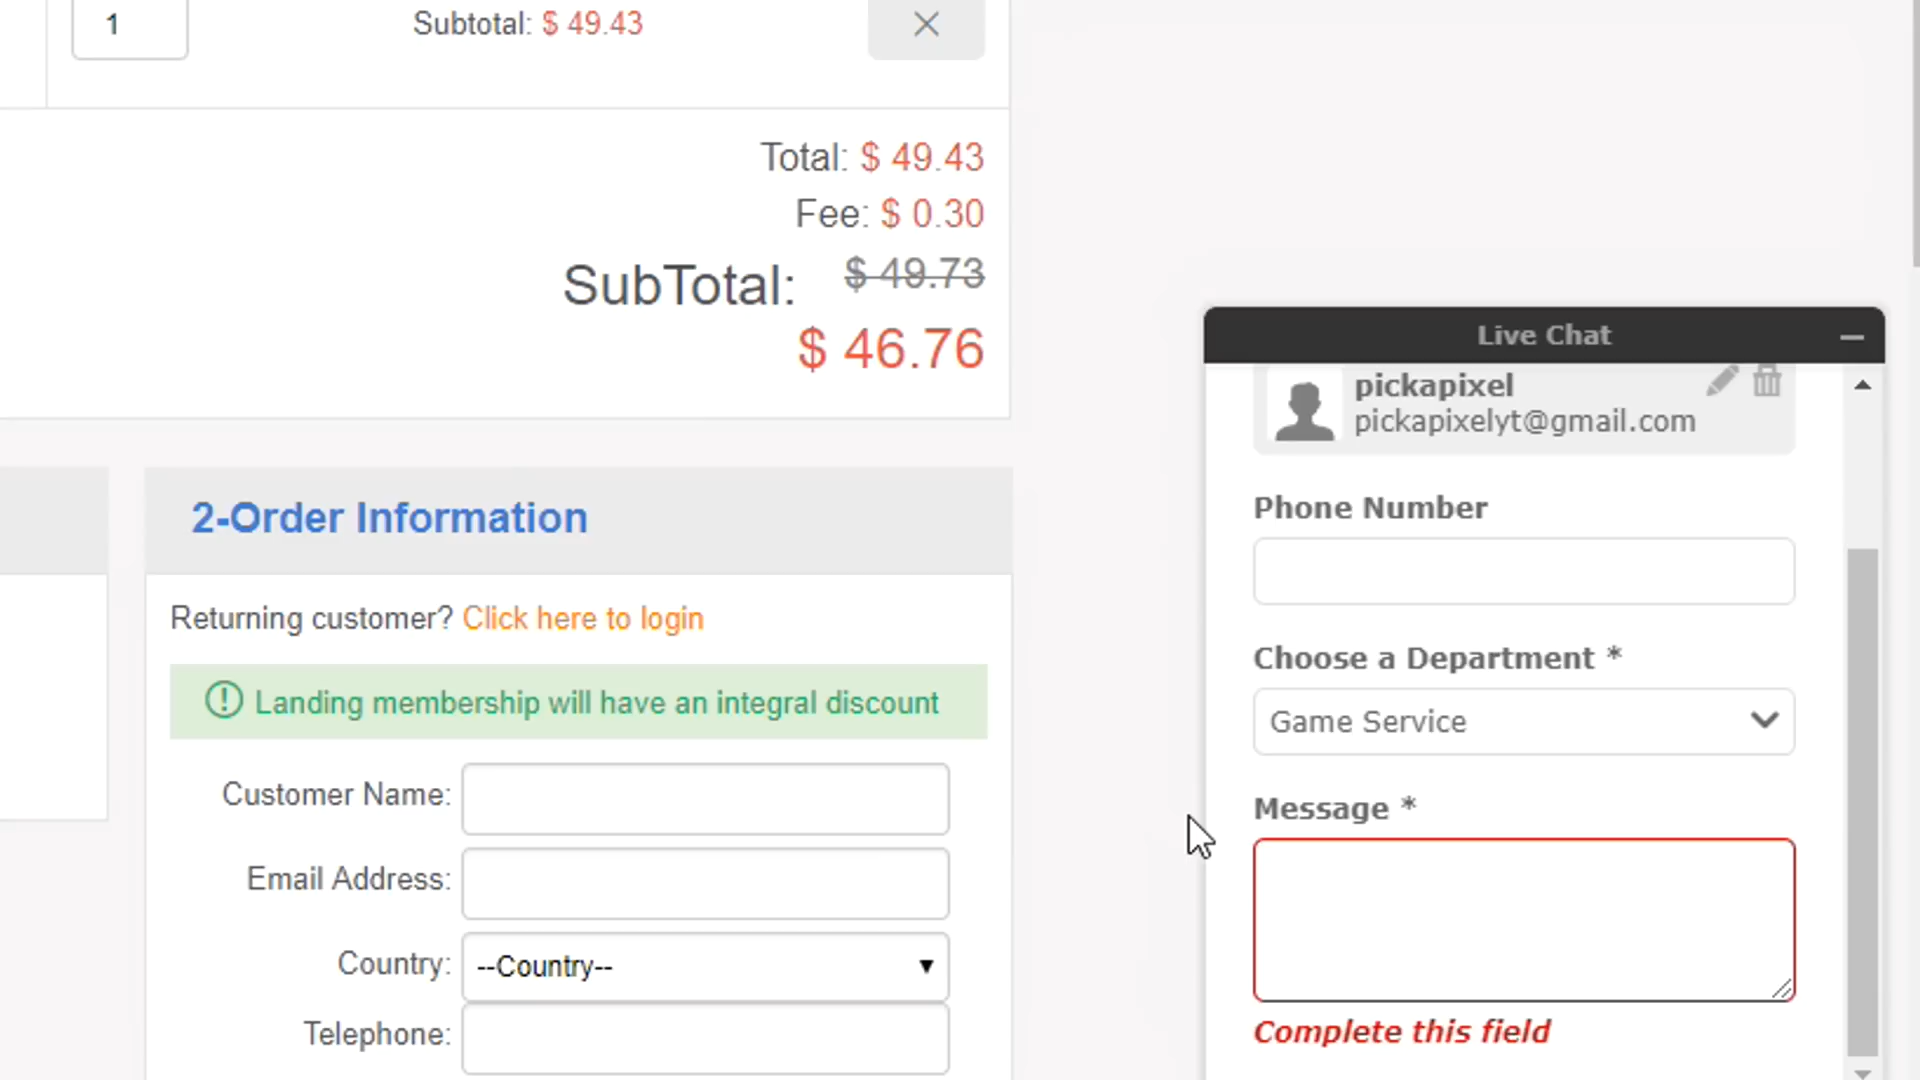 1
Subtotal: $ 49.43
Total: $ 49.43
Fee: $ 0.30
SubTotal: $ 49.73
$ 46.76
2-Order Information
Returning customer? Click here to login
Landing membership will have an integral discount
Customer Name:
Email Address:
Country: --Country--
Telephone:
Live Chat
pickapixel
pickapixelyt@gmail.com
Phone Number
Choose a Department *
Game Service
Message *
Complete this field